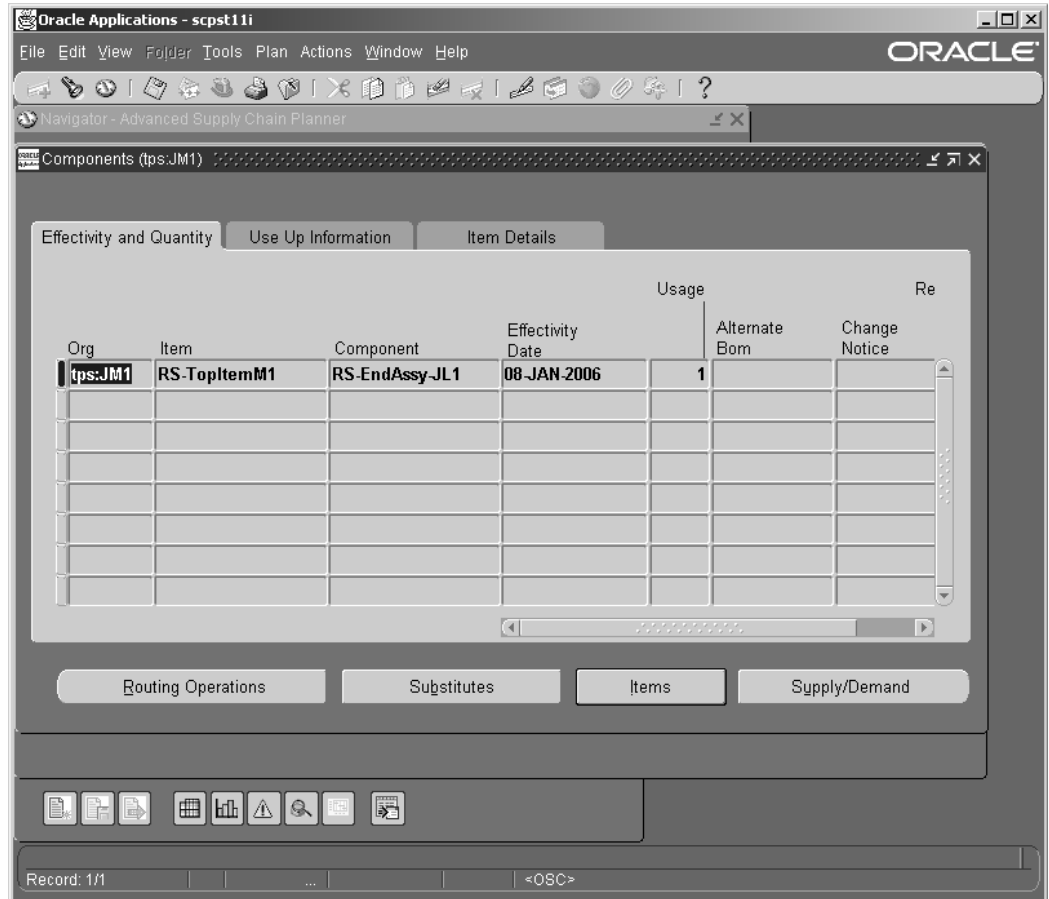 Oracle Applications - scpst11i
File Edit View Folder Tools Plan Actions Window Help
ORACLE
Navigator - Advanced Supply Chain Planner
Components (tps:JM1)
Effectivity and Quantity Use Up Information Item Details
Usage Re
Effectivity Alternate Change
Org Item Component Date Bom Notice
tps:JM1 RS-TopItemM1 RS-EndAssy-JL1 08-JAN-2006 1
Routing Operations Substitutes Items Supply/Demand
Record: 1/1 ... <OSC>